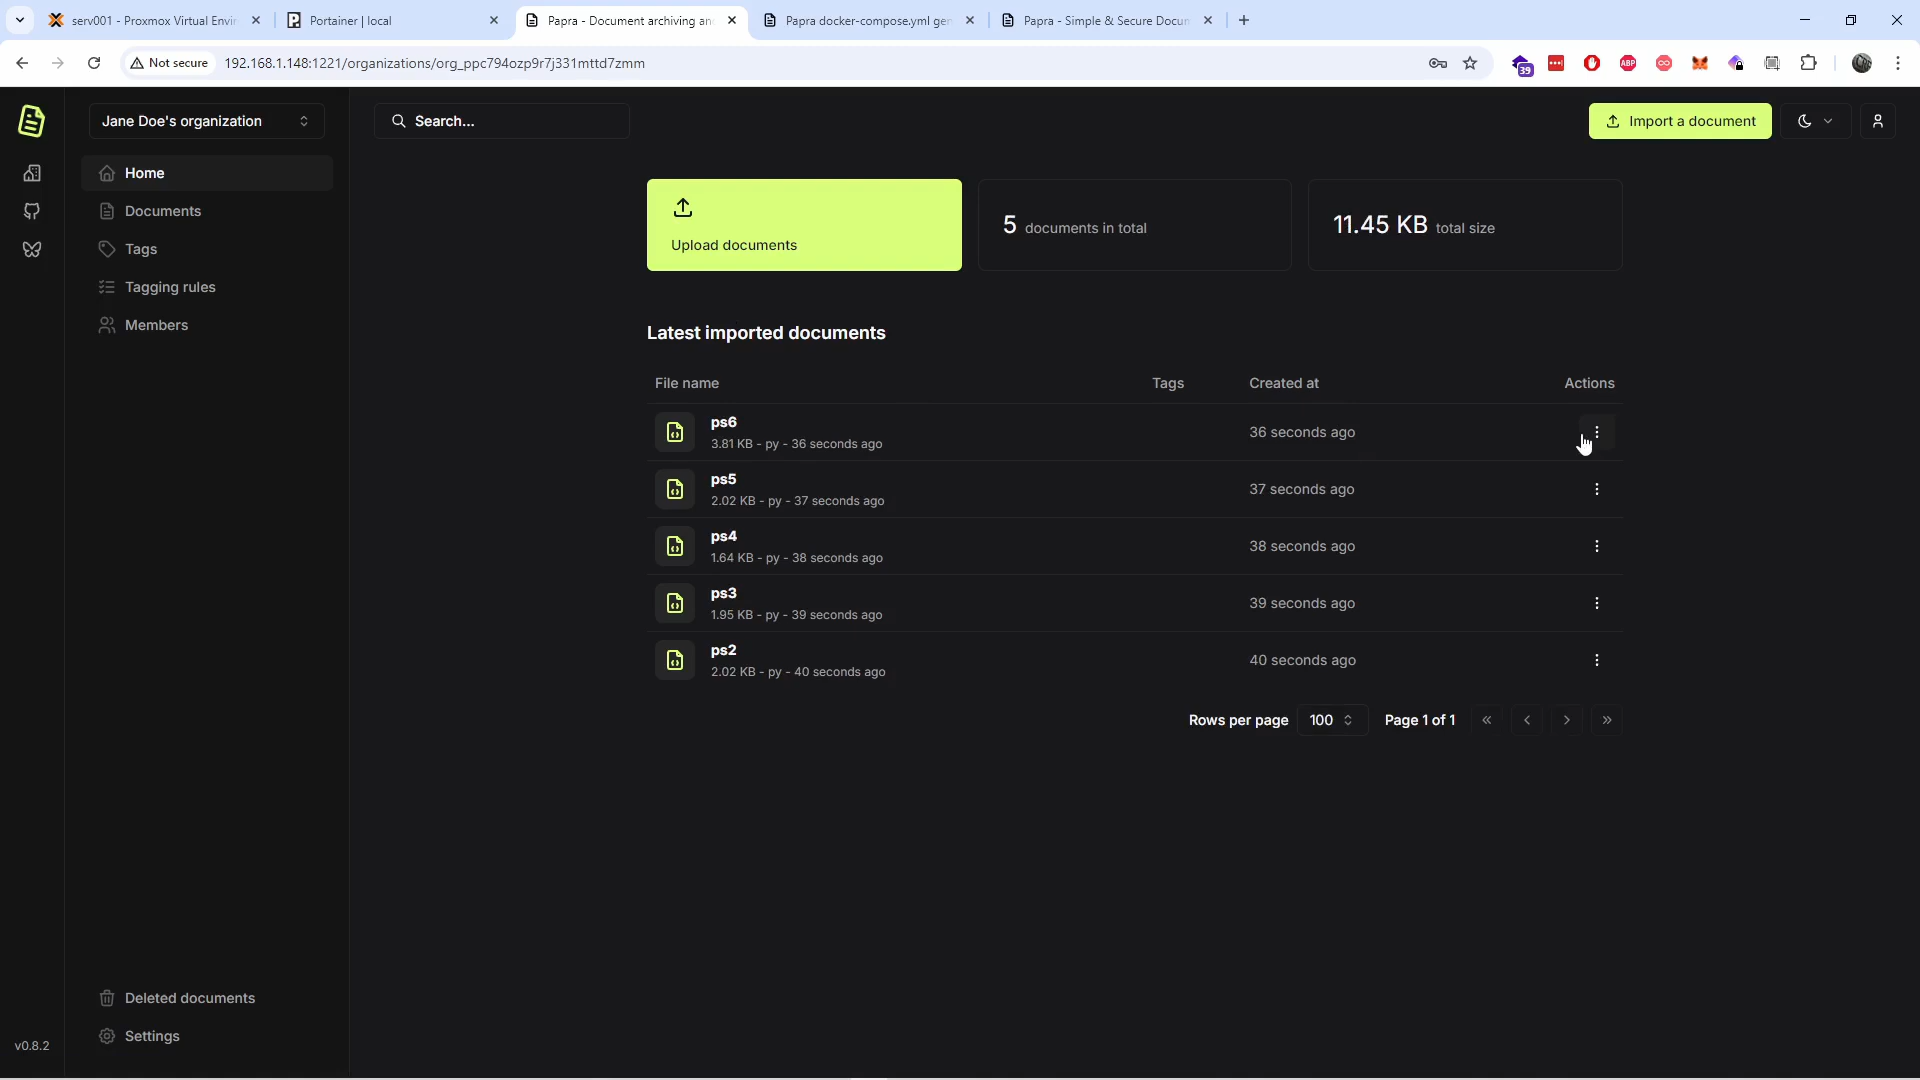 serv001 - Proxmox Virtual Envir
Portainer | local
Papra - Document archiving an
Papra docker-compose.yml gen
Papra - Simple & Secure Docun
Not secure
192.168.1.148:1221/organizations/org_ppc794ozp9r7j331mttd7zmm
39
ABP
Jane Doe's organization
Search...
Import a document
Home
Documents
Tags
Tagging rules
Members
Upload documents
5 documents in total
11.45 KB total size
Latest imported documents
File name Tags Created at Actions
ps6
3.81 KB - py - 36 seconds ago
36 seconds ago
ps5
2.02 KB - py - 37 seconds ago
37 seconds ago
ps4
1.64 KB - py - 38 seconds ago
38 seconds ago
ps3
1.95 KB - py - 39 seconds ago
39 seconds ago
ps2
2.02 KB - py - 40 seconds ago
40 seconds ago
Rows per page 100 Page 1 of 1
Deleted documents
Settings
v0.8.2